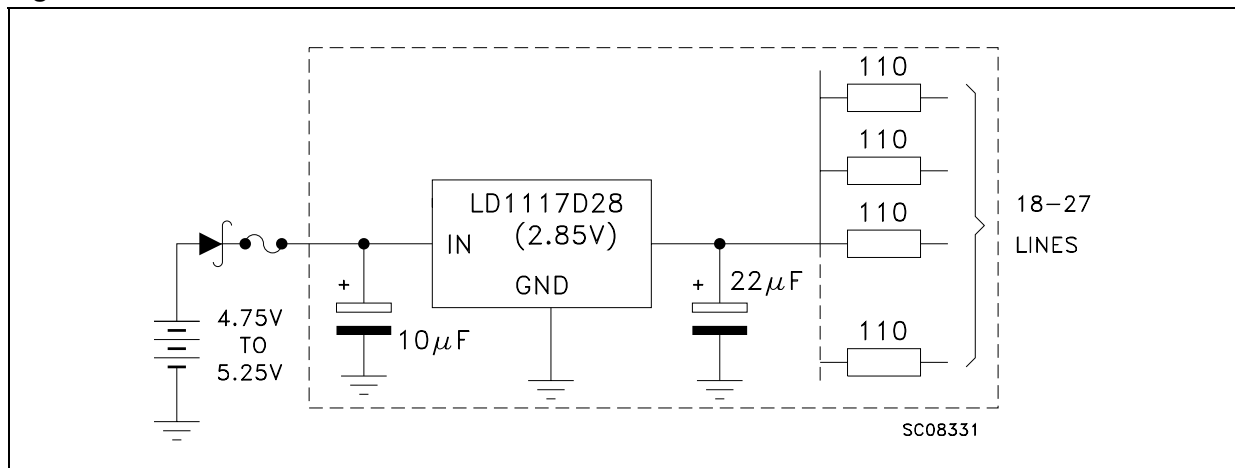 110
110
LD1117D28
(2.85V)
IN
GND
110
18-27
LINES
+
+
22μF
4.75V
TO
5.25V
10μF
110
SC08331